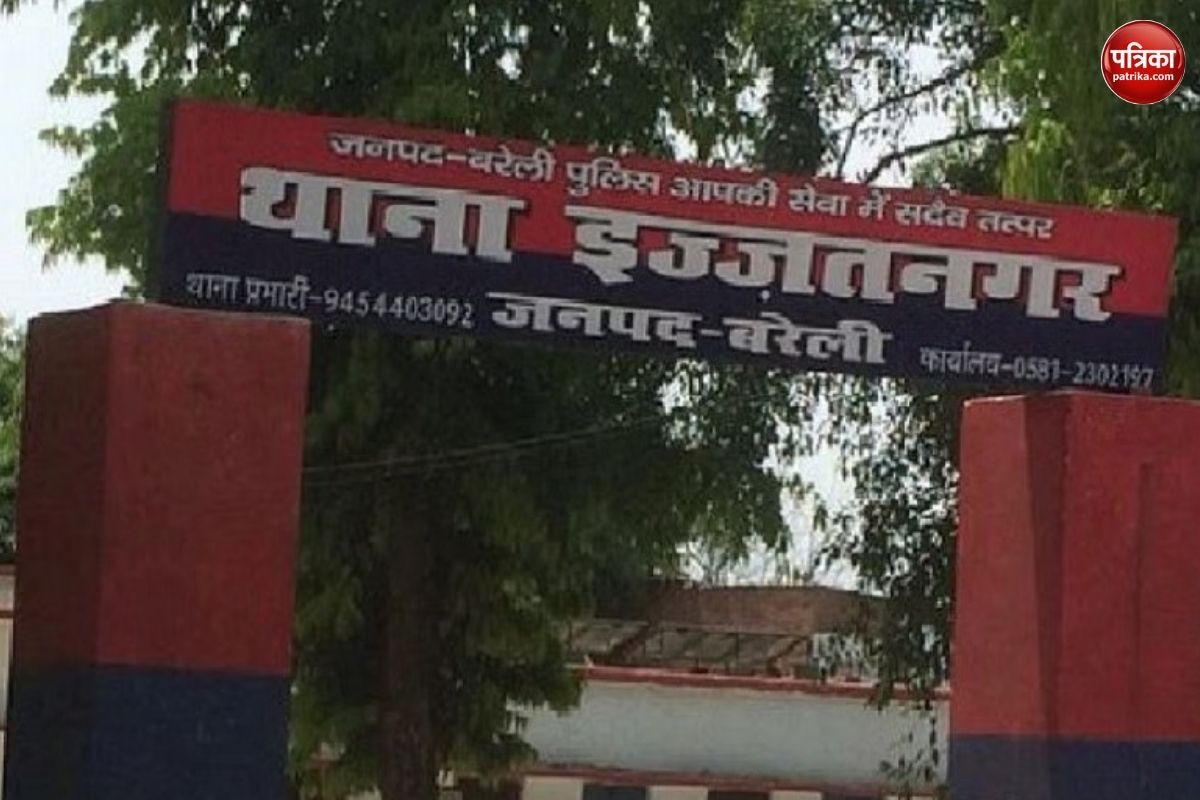 पत्रिका
patrika.com
जनपद-बरेली पुलिस आपकी सेवा में सदैव तत्पर
थाना इज्ज़तनगर
थाना प्रभारी-9454403092 जनपद-बरेली कार्यालय-0581-2302197